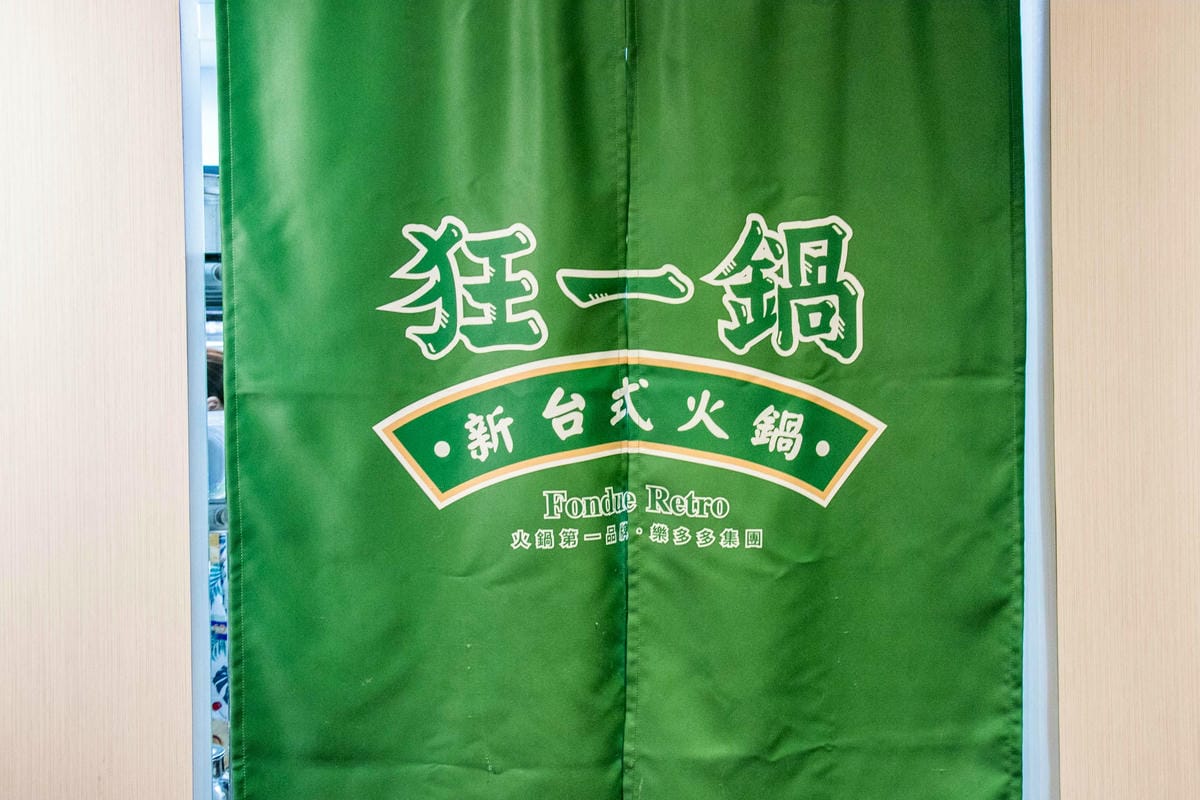 狂一鍋
·新台式火鍋·
Fondue Retro
火鍋第一品牌·樂多多集團